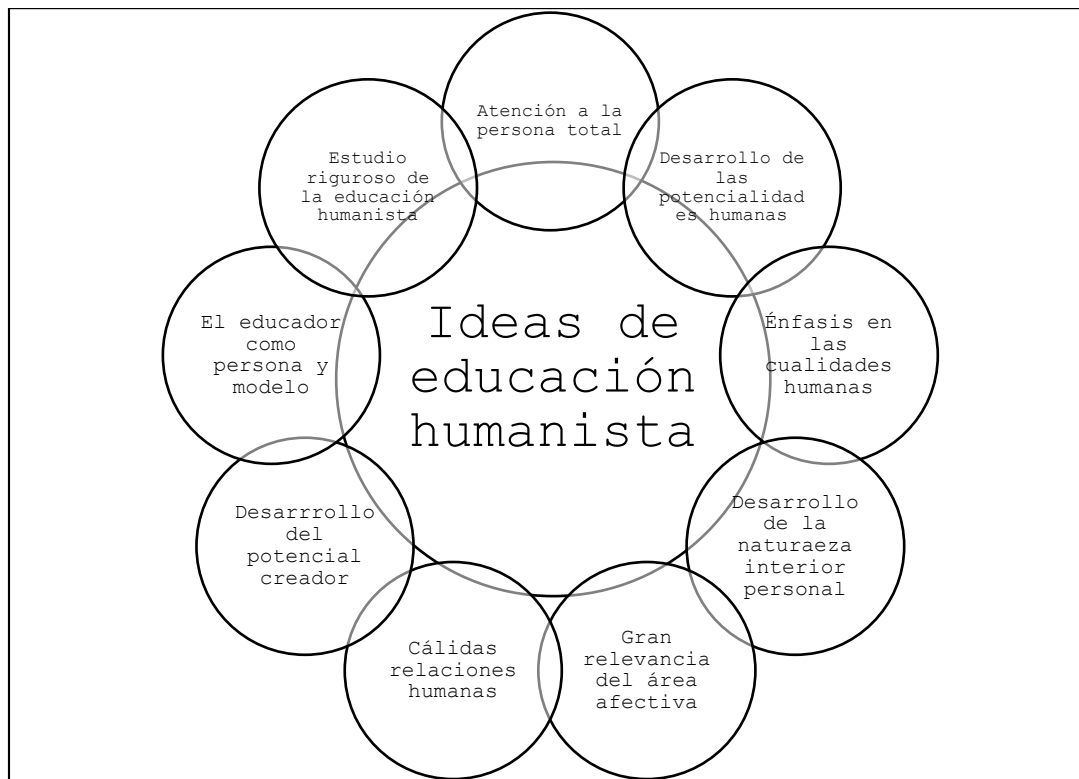 Atención a la
persona total
Desarrollo de
las
potencialidad
es humanas
Énfasis en
las
cualidades
humanas
Desarrollo
de la
naturaeza
interior
personal
Gran
relevancia
del área
afectiva
Cálidas
relaciones
humanas
Desarrrollo
del
potencial
creador
El educador
como
persona y
modelo
Estudio
riguroso de
la educación
humanista
Ideas de
educación
humanista